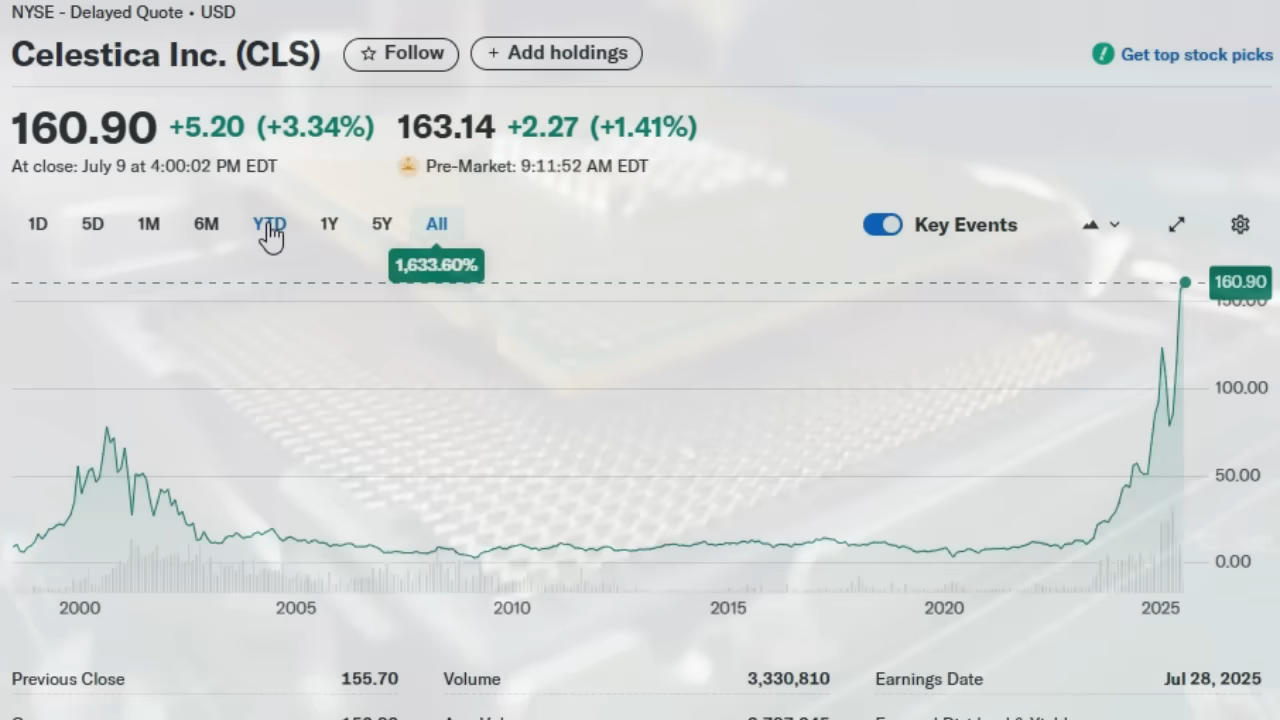 NYSE - Delayed Quote • USD
Celestica Inc. (CLS)
Follow
+ Add holdings
Get top stock picks
160.90 +5.20 (+3.34%) 163.14 +2.27 (+1.41%)
At close: July 9 at 4:00:02 PM EDT
Pre-Market: 9:11:52 AM EDT
1D 5D 1M 6M YTD 1Y 5Y All
Key Events
1,633.60%
160.90
150.00
100.00
50.00
0.00
2000 2005 2010 2015 2020 2025
Previous Close 155.70 Volume 3,330,810 Earnings Date Jul 28, 2025